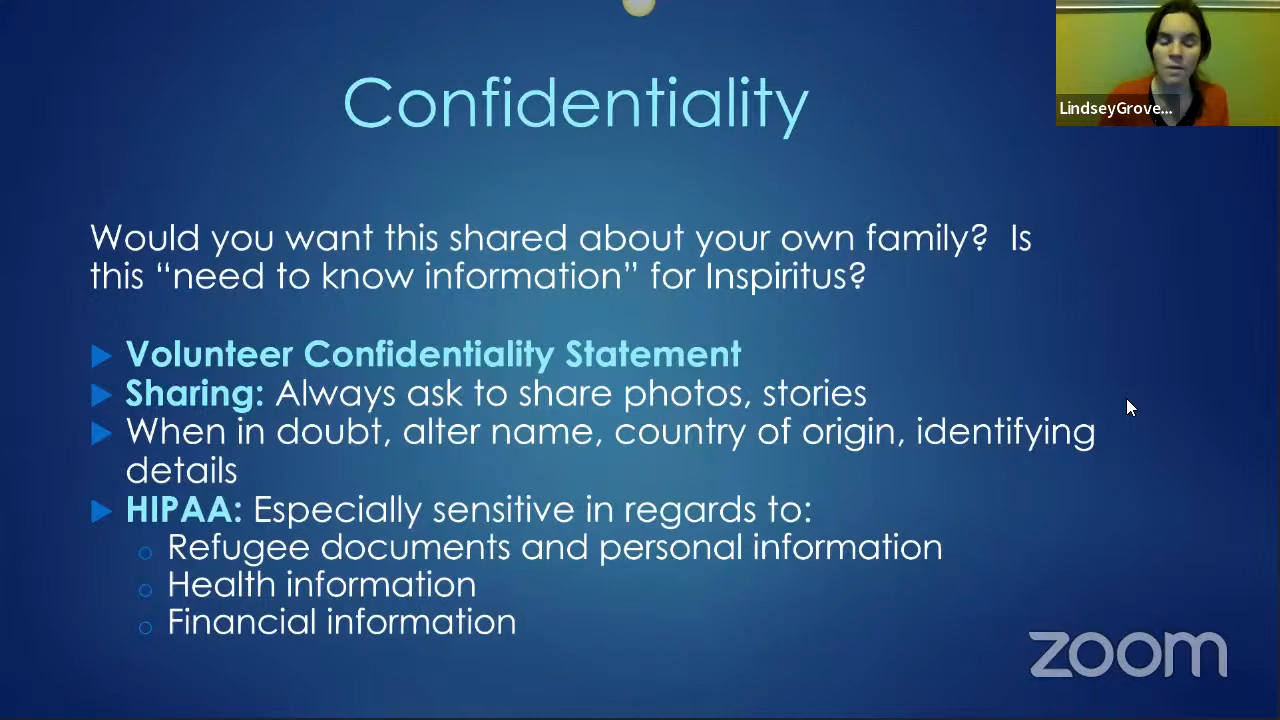 Confidentiality
LindseyGrove...
Would you want this shared about your own family?  Is
this “need to know information” for Inspiritus?
Volunteer Confidentiality Statement
Sharing: Always ask to share photos, stories
When in doubt, alter name, country of origin, identifying
details
HIPAA: Especially sensitive in regards to:
Refugee documents and personal information
Health information
Financial information
zoom